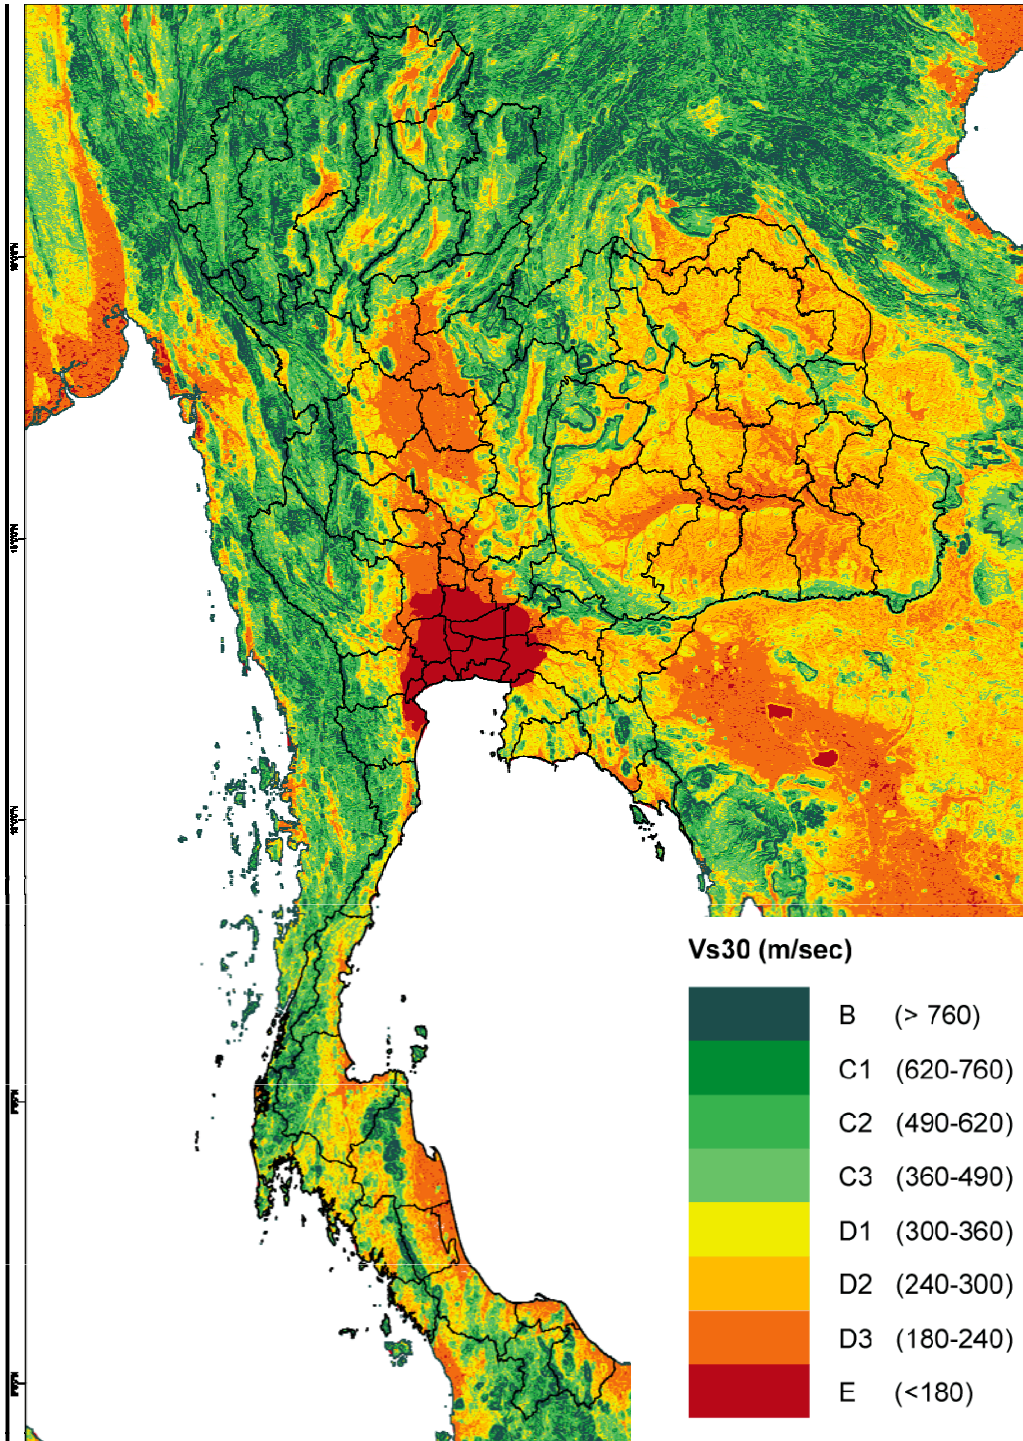 Vs30 (m/sec)
B (> 760)
C1 (620-760)
C2 (490-620)
C3 (360-490)
D1 (300-360)
D2 (240-300)
D3 (180-240)
E (<180)